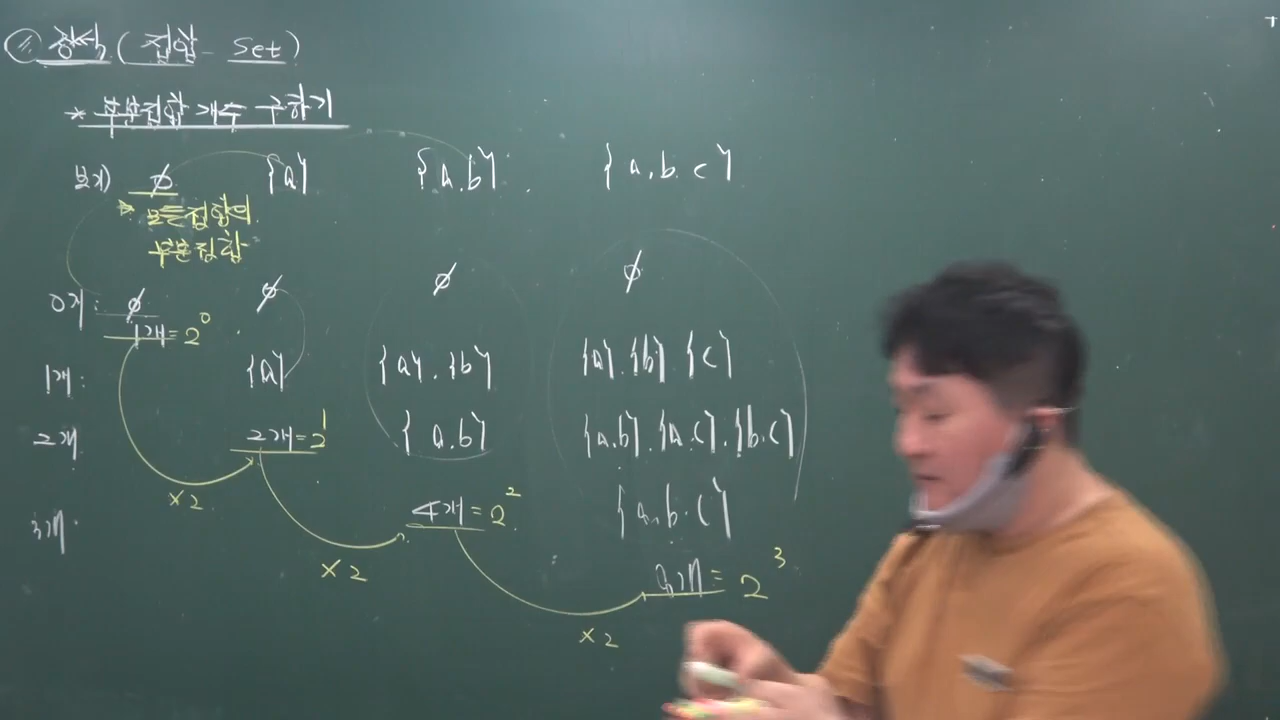 (집합 - Set)
* 부분집합 개수 구하기
보기) ∅ {a} {a.b}. {a.b.c}
모든집합의
부분집합
0개: ∅ ∅ ∅ ∅
1개=2⁰
1개: {a} {a}.{b} {a}.{b}.{c}
2개 {a.b} {a.b}.{a.c}.{b.c}
2개=2¹
×2
3개: {a.b.c}
4개=2²
×2
8개=2³
×2